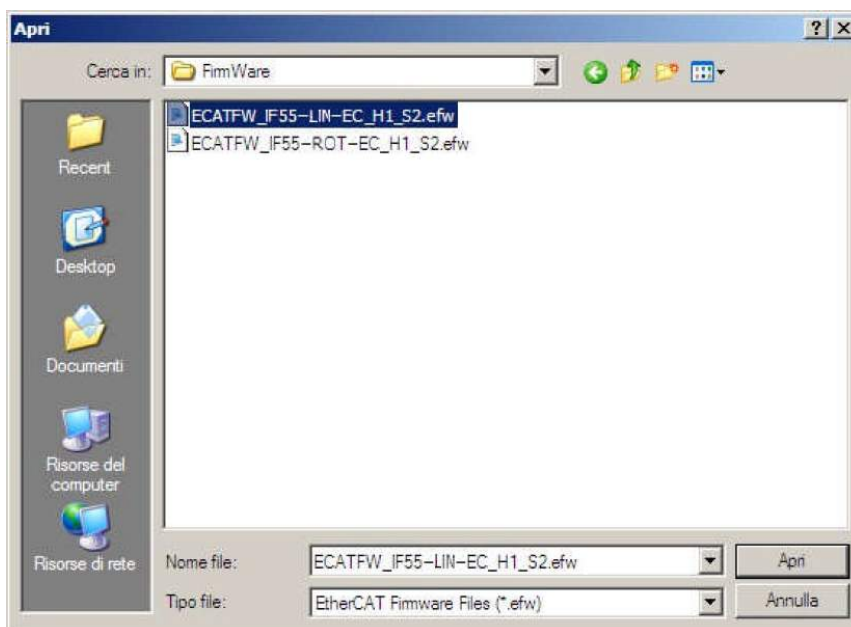 Apri
Cerca in: FirmWare
ECATFW_IF55-LIN-EC_H1_S2.efw
ECATFW_IF55-ROT-EC_H1_S2.efw
Recent
Desktop
Documenti
Risorse del
computer
Risorse di rete
Nome file: ECATFW_IF55-LIN-EC_H1_S2.efw Apri
Tipo file: EtherCAT Firmware Files (*.efw) Annulla